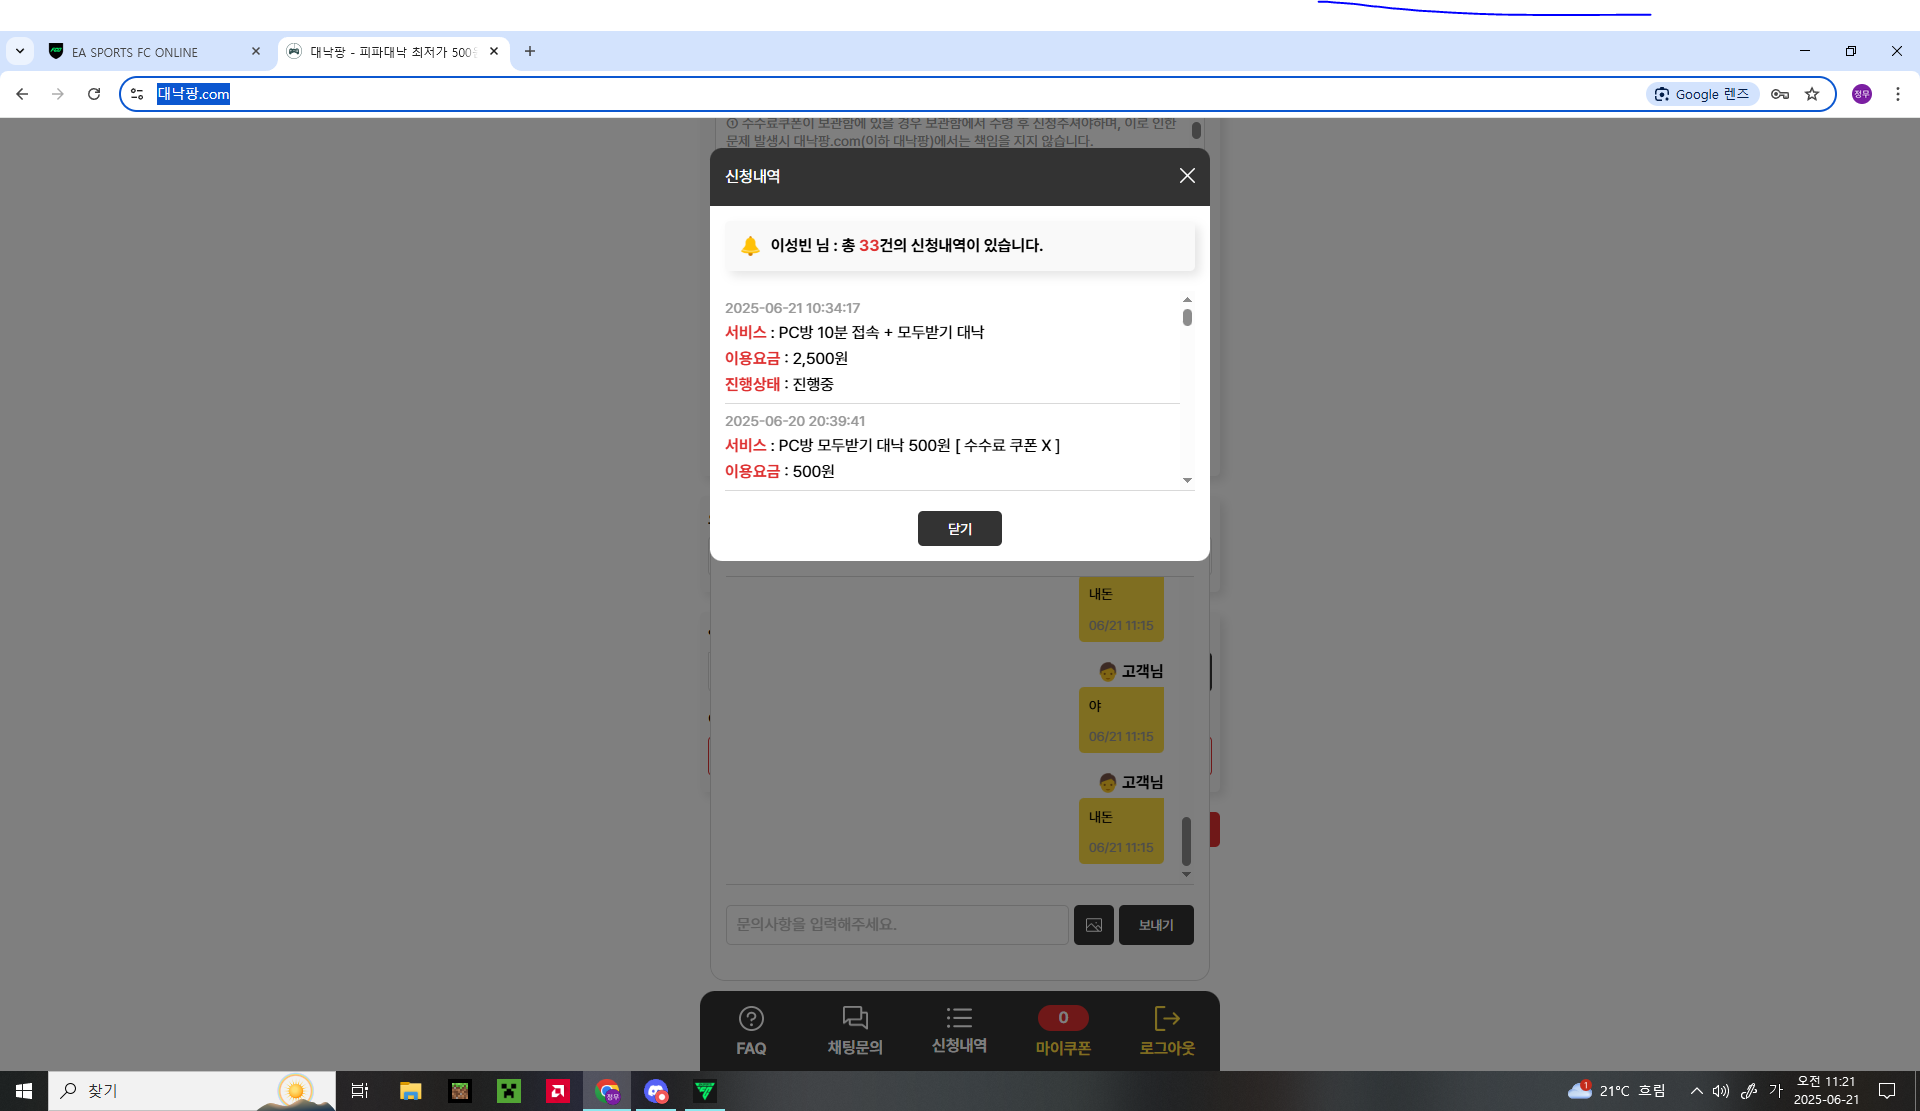 EA SPORTS FC ONLINE
대낙팡 - 피파대낙 최저가 500
대낙팡.com
Google 렌즈
정무
① 수수료쿠폰이 보관함에 있을 경우 보관함에서 수령 후 신청주셔야하며, 이로 인한
문제 발생시 대낙팡.com(이하 대낙팡)에서는 책임을 지지 않습니다.
신청내역
이성빈 님 : 총 33건의 신청내역이 있습니다.
2025-06-21 10:34:17
서비스 : PC방 10분 접속 + 모두받기 대낙
이용요금 : 2,500원
진행상태 : 진행중
2025-06-20 20:39:41
서비스 : PC방 모두받기 대낙 500원 [ 수수료 쿠폰 X ]
이용요금 : 500원
닫기
내돈
06/21 11:15
고객님
야
06/21 11:15
고객님
내돈
06/21 11:15
문의사항을 입력해주세요.
보내기
0
FAQ
채팅문의
신청내역
마이쿠폰
로그아웃
찾기
정무
1
21°C 흐림
가
오전 11:21
2025-06-21